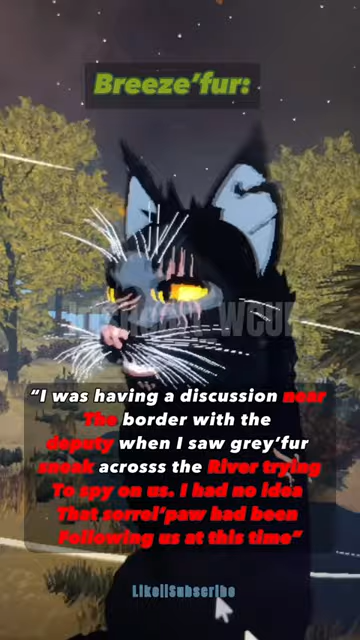 Breeze’fur:
“I was having a discussion near
The border with the
deputy when I saw grey’fur
sneak acrosss the River trying
To spy on us. I had no idea
That sorrel’paw had been
Following us at this time”
Like||Subscribe